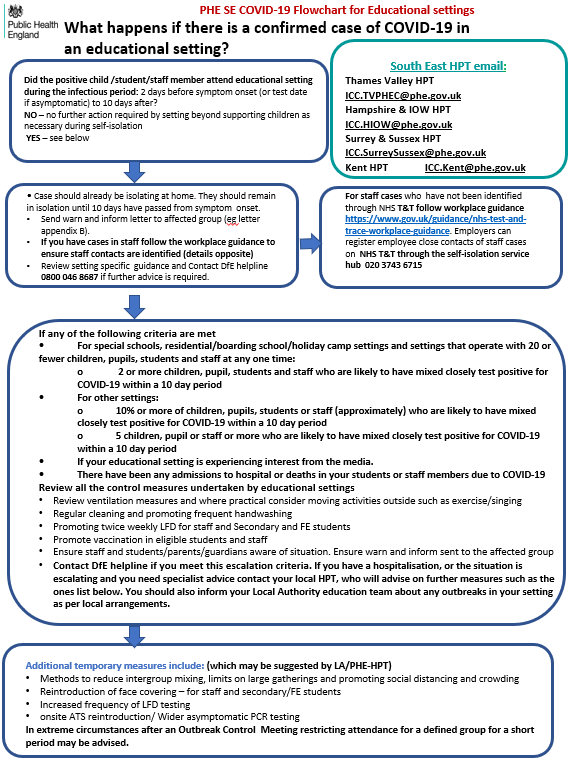 PHE SE COVID-19 Flowchart for Educational settings
Public Health
England
What happens if there is a confirmed case of COVID-19 in
an educational setting?
Did the positive child /student/staff member attend educational setting
during the infectious period: 2 days before symptom onset (or test date
if asymptomatic) to 10 days after?
NO – no further action required by setting beyond supporting children as
necessary during self-isolation
YES – see below
South East HPT email:
Thames Valley HPT
ICC.TVPHEC@phe.gov.uk
Hampshire & IOW HPT
ICC.HIOW@phe.gov.uk
Surrey & Sussex HPT
ICC.SurreySussex@phe.gov.uk
Kent HPT ICC.Kent@phe.gov.uk
• Case should already be isolating at home. They should remain
in isolation until 10 days have passed from symptom onset.
• Send warn and inform letter to affected group (eg letter
appendix B).
• If you have cases in staff follow the workplace guidance to
ensure staff contacts are identified (details opposite)
• Review setting specific guidance and Contact DfE helpline
0800 046 8687 if further advice is required.
For staff cases who have not been identified
through NHS T&T follow workplace guidance
https://www.gov.uk/guidance/nhs-test-and-
trace-workplace-guidance. Employers can
register employee close contacts of staff cases
on NHS T&T through the self-isolation service
hub 020 3743 6715
If any of the following criteria are met
• For special schools, residential/boarding school/holiday camp settings and settings that operate with 20 or
fewer children, pupils, students and staff at any one time:
o 2 or more children, pupil, students and staff who are likely to have mixed closely test positive for
COVID-19 within a 10 day period
• For other settings:
o 10% or more of children, pupils, students or staff (approximately) who are likely to have mixed
closely test positive for COVID-19 within a 10 day period
o 5 children, pupil or staff or more who are likely to have mixed closely test positive for COVID-19
within a 10 day period
• If your educational setting is experiencing interest from the media.
• There have been any admissions to hospital or deaths in your students or staff members due to COVID-19
Review all the control measures undertaken by educational settings
• Review ventilation measures and where practical consider moving activities outside such as exercise/singing
• Regular cleaning and promoting frequent handwashing
• Promoting twice weekly LFD for staff and Secondary and FE students
• Promote vaccination in eligible students and staff
• Ensure staff and students/parents/guardians aware of situation. Ensure warn and inform sent to the affected group
• Contact DfE helpline if you meet this escalation criteria. If you have a hospitalisation, or the situation is
escalating and you need specialist advice contact your local HPT, who will advise on further measures such as the
ones list below. You should also inform your Local Authority education team about any outbreaks in your setting
as per local arrangements.
Additional temporary measures include: (which may be suggested by LA/PHE-HPT)
• Methods to reduce intergroup mixing, limits on large gatherings and promoting social distancing and crowding
• Reintroduction of face covering – for staff and secondary/FE students
• Increased frequency of LFD testing
• onsite ATS reintroduction/ Wider asymptomatic PCR testing
In extreme circumstances after an Outbreak Control Meeting restricting attendance for a defined group for a short
period may be advised.